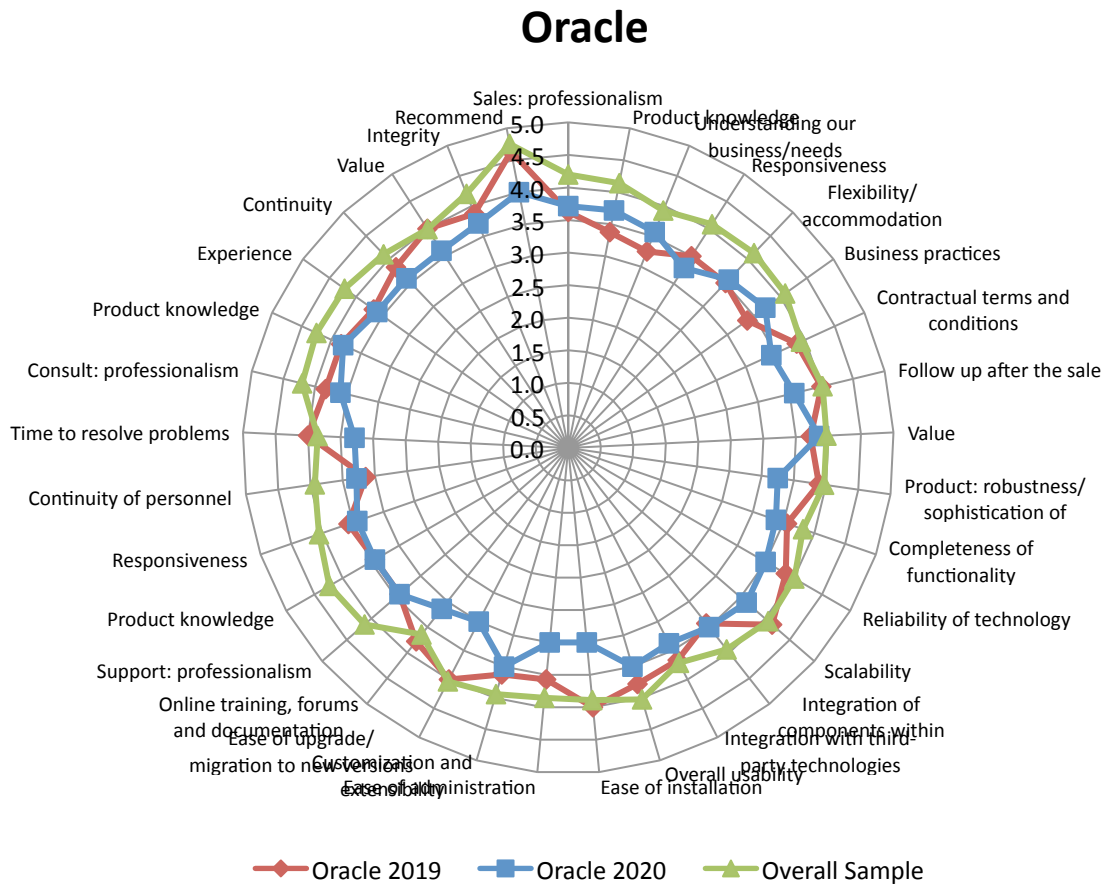 Oracle
Sales: professionalism
Product knowledge
Understanding our
business/needs
Responsiveness
Flexibility/
accommodation
Business practices
Contractual terms and
conditions
Follow up after the sale
Value
Product: robustness/
sophistication of
Completeness of
functionality
Reliability of technology
Scalability
Integration of
components within
Integration with third-
party technologies
Overall usability
Ease of installation
Ease of administration
Customization and
extensibility
Ease of upgrade/
migration to new versions
Online training, forums
and documentation
Support: professionalism
Product knowledge
Responsiveness
Continuity of personnel
Time to resolve problems
Consult: professionalism
Product knowledge
Experience
Continuity
Value
Integrity
Recommend
5.0
4.5
4.0
3.5
3.0
2.5
2.0
1.5
1.0
0.5
0.0
Oracle 2019
Oracle 2020
Overall Sample